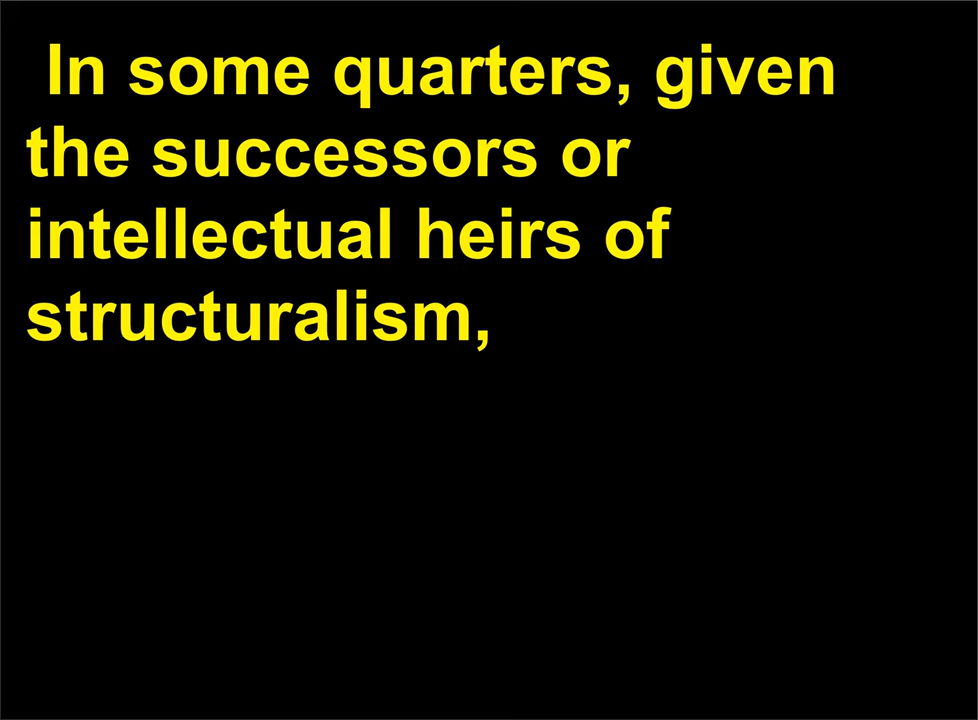 In some quarters, given
the successors or
intellectual heirs of
structuralism,